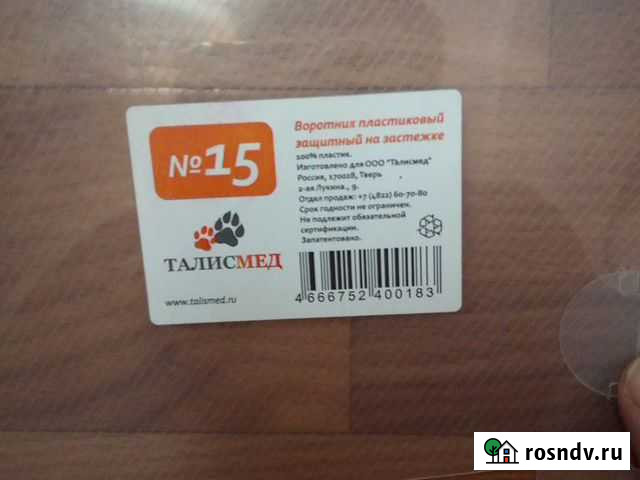 №15
ТАЛИСМЕД
www.talismed.ru
Воротник пластиковый
защитный на застежке
100% пластик.
Изготовлено для ООО "Талисмед"
Россия, 170028, Тверь
2-ая Лукина., 9.
Отдел продаж: +7 (4822) 60-70-80
Срок годности не ограничен.
Не подлежит обязательной
сертификации.
Запатентовано.
4 666752 400183
rosndv.ru